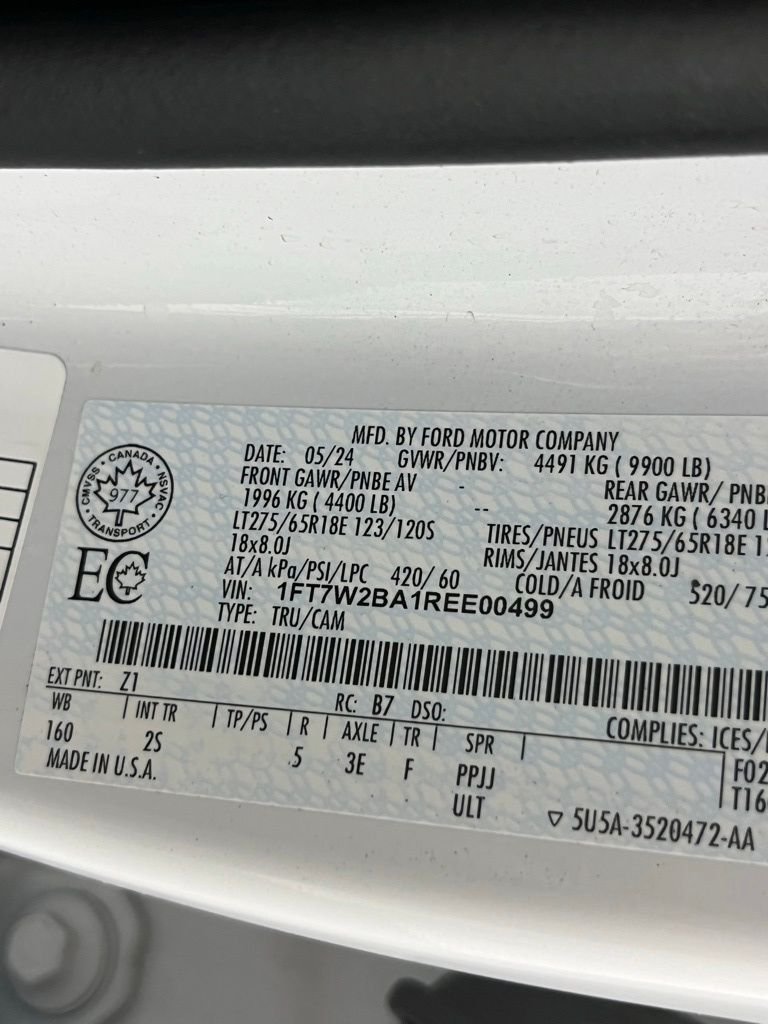 MFD. BY FORD MOTOR COMPANY
DATE: 05/24 GVWR/PNBV: 4491 KG ( 9900 LB)
FRONT GAWR/PNBE AV - REAR GAWR/ PNB
1996 KG ( 4400 LB) -- 2876 KG ( 6340 L
LT275/65R18E 123/120S TIRES/PNEUS LT275/65R18E 12
18x8.0J RIMS/JANTES 18x8.0J
AT/A kPa/PSI/LPC 420/ 60 COLD/A FROID 520/ 75
VIN: 1FT7W2BA1REE00499
TYPE: TRU/CAM
CANADA
CMVSS
NSVAC
977
TRANSPORT
EC
EXT PNT: Z1 RC: B7 DSO:
WB INT TR TP/PS R AXLE TR SPR COMPLIES: ICES/
160 2S 5 3E F PPJJ F02
MADE IN U.S.A. ULT T16
5U5A-3520472-AA